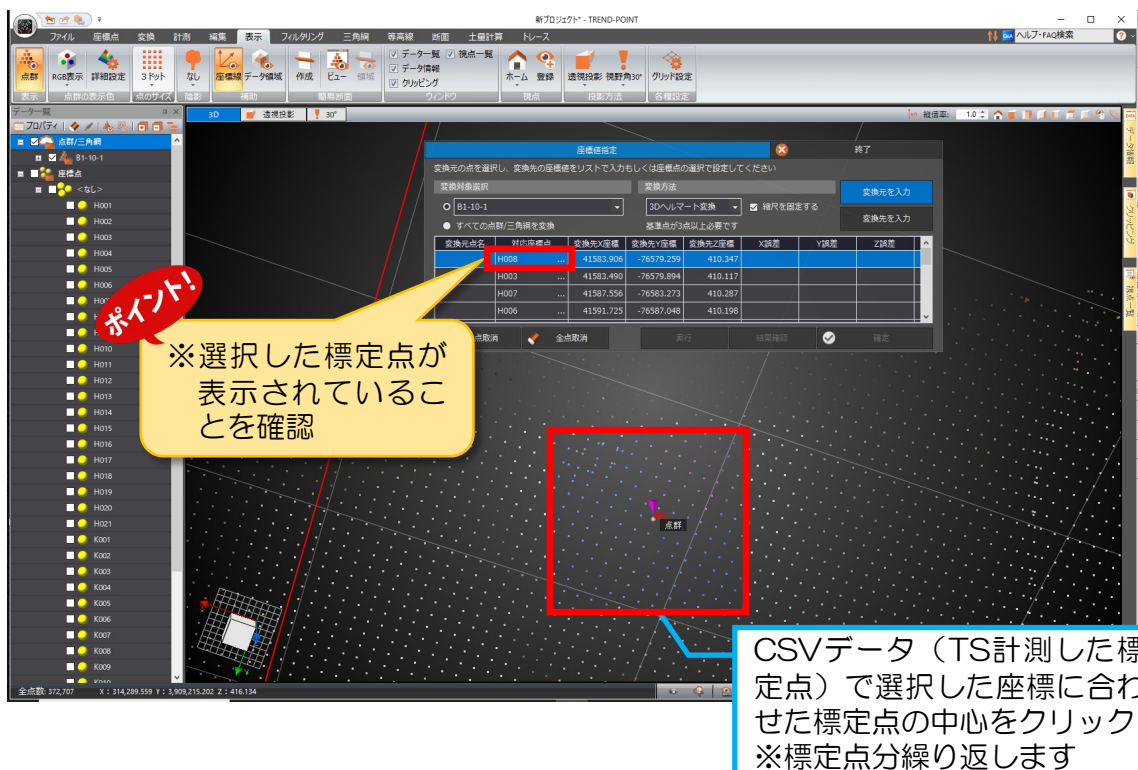 新プロジェクト* - TREND-POINT
ファイル 座標点 変換 計測 編集 表示 フィルタリング 三角網 等高線 断面 土量計算 トレース
ヘルプ・FAQ検索
点群 RGB表示 詳細設定 3ドット なし 座標線 データ領域 作成 ビュー 領域
データ一覧 視点一覧
データ情報
クリッピング
ホーム 登録 透視投影 視野角30° グリッド設定
表示 点群の表示色 点のサイズ 陰影 補助 簡易断面 ウィンドウ 視点 投影方法 各種設定
データ一覧
プロパティ
3D 透視投影 30°
縦倍率: 1.0
点群/三角網
B1-10-1
座標点
<なし>
H001
H002
H003
H004
H005
H006
H010
H011
H012
H013
H014
H015
H016
H017
H018
H019
H020
H021
K001
K002
K003
K004
K005
K006
K007
K008
K009
座標値指定 終了
変換元の点を選択し、変換先の座標値をリストで入力もしくは座標点の選択で設定してください
変換対象選択 変換方法 変換元を入力
B1-10-1 3Dヘルマート変換 縮尺を固定する
すべての点群/三角網を変換 基準点が3点以上必要です 変換先を入力
変換元点名 対応座標点 変換先X座標 変換先Y座標 変換先Z座標 X誤差 Y誤差 Z誤差
H008 ... 41583.906 -76579.259 410.347
H003 ... 41583.490 -76579.894 410.117
H007 ... 41587.556 -76583.273 410.287
H006 ... 41591.725 -76587.048 410.198
点取消 全点取消 実行 結果確認 確定
ポイント!
※選択した標定点が
表示されているこ
とを確認
点群
データ情報
クリッピング
視点一覧
全点数: 372,707 X : 314,289.559 Y : 3,909,215.202 Z : 416.134
CSVデータ（TS計測した標
定点）で選択した座標に合わ
せた標定点の中心をクリック
※標定点分繰り返します